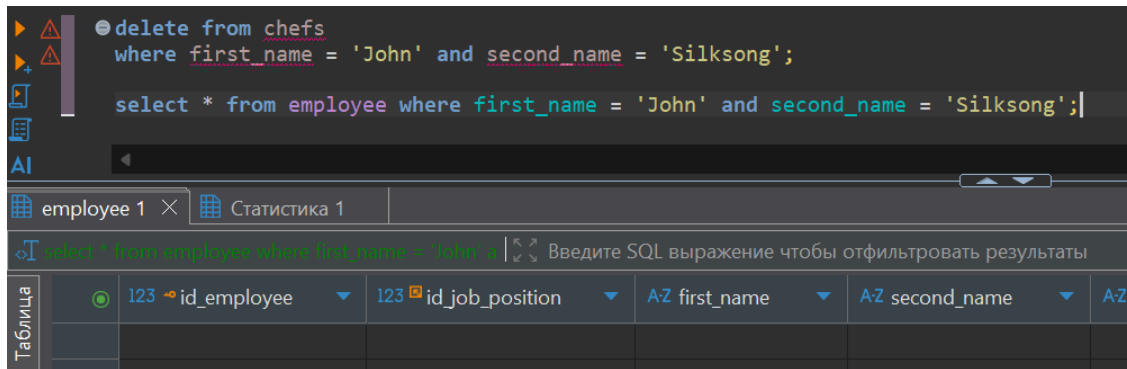 delete from chefs
where first_name = 'John' and second_name = 'Silksong';
select * from employee where first_name = 'John' and second_name = 'Silksong';
AI
employee 1 Статистика 1
select * from employee where first_name = 'John' a Введите SQL выражение чтобы отфильтровать результаты
Таблица
123 id_employee 123 id_job_position A-Z first_name A-Z second_name A-Z